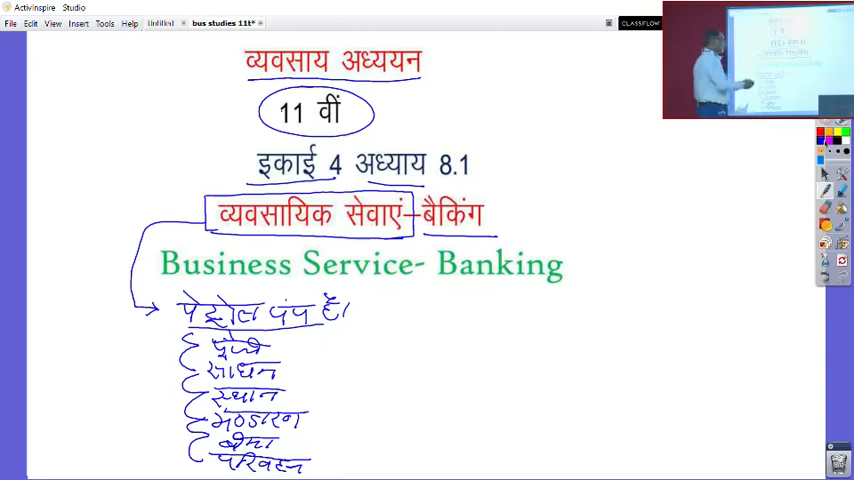 ActivInspire Studio
File Edit View Insert Tools Help Untitled bus studies 11t* CLASSFLOW
व्यवसाय अध्ययन
11 वीं
इकाई 4 अध्याय 8.1
व्यवसायिक सेवाएं–बैकिंग
Business Service- Banking
पेट्रोल पंप है।
पूंजी
साधन
स्थान
भण्डारण
बीमा
परिवहन